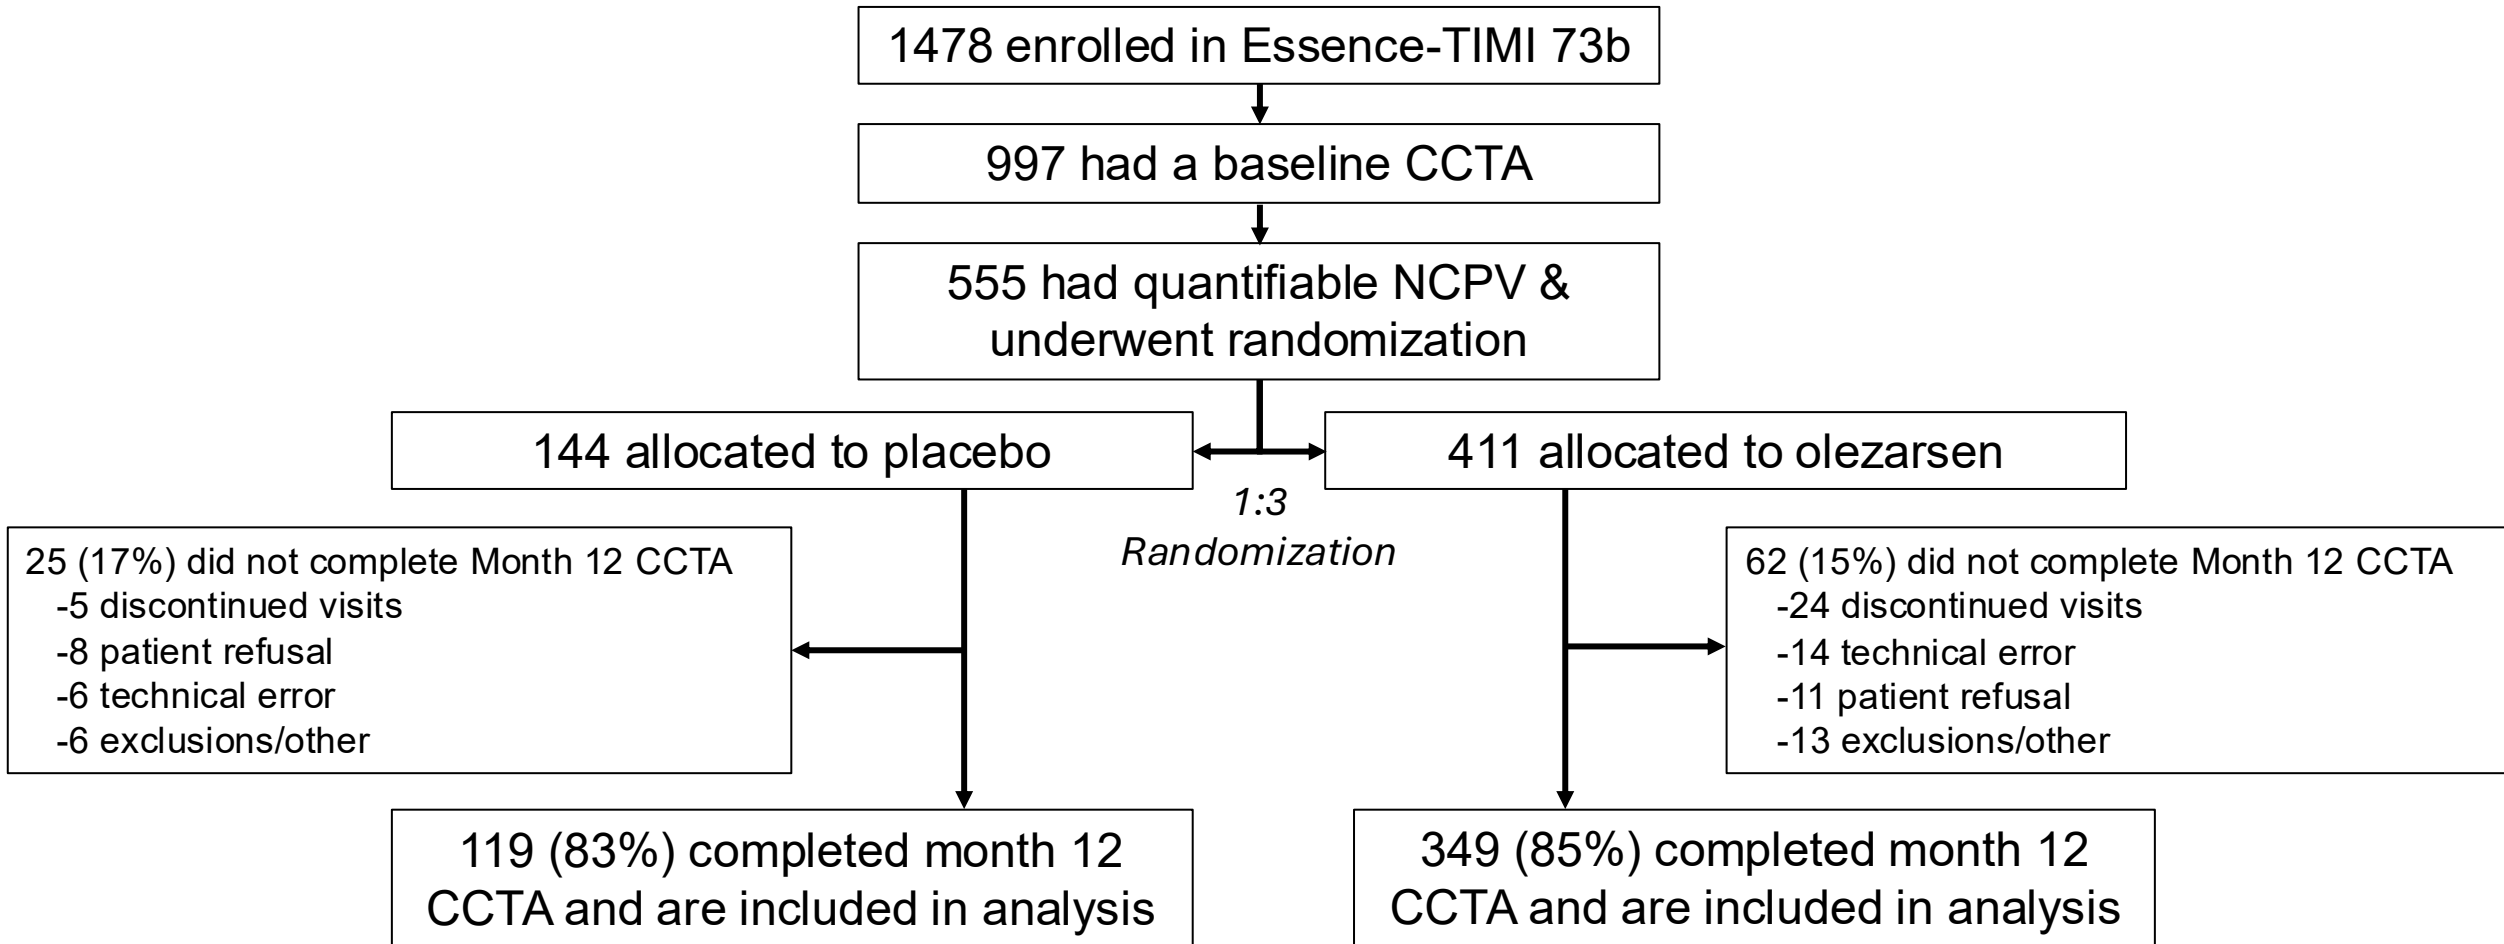 1478 enrolled in Essence-TIMI 73b
997 had a baseline CCTA
555 had quantifiable NCPV &
underwent randomization
144 allocated to placebo
411 allocated to olezarsen
1:3
Randomization
25 (17%) did not complete Month 12 CCTA
-5 discontinued visits
-8 patient refusal
-6 technical error
-6 exclusions/other
62 (15%) did not complete Month 12 CCTA
-24 discontinued visits
-14 technical error
-11 patient refusal
-13 exclusions/other
119 (83%) completed month 12
CCTA and are included in analysis
349 (85%) completed month 12
CCTA and are included in analysis